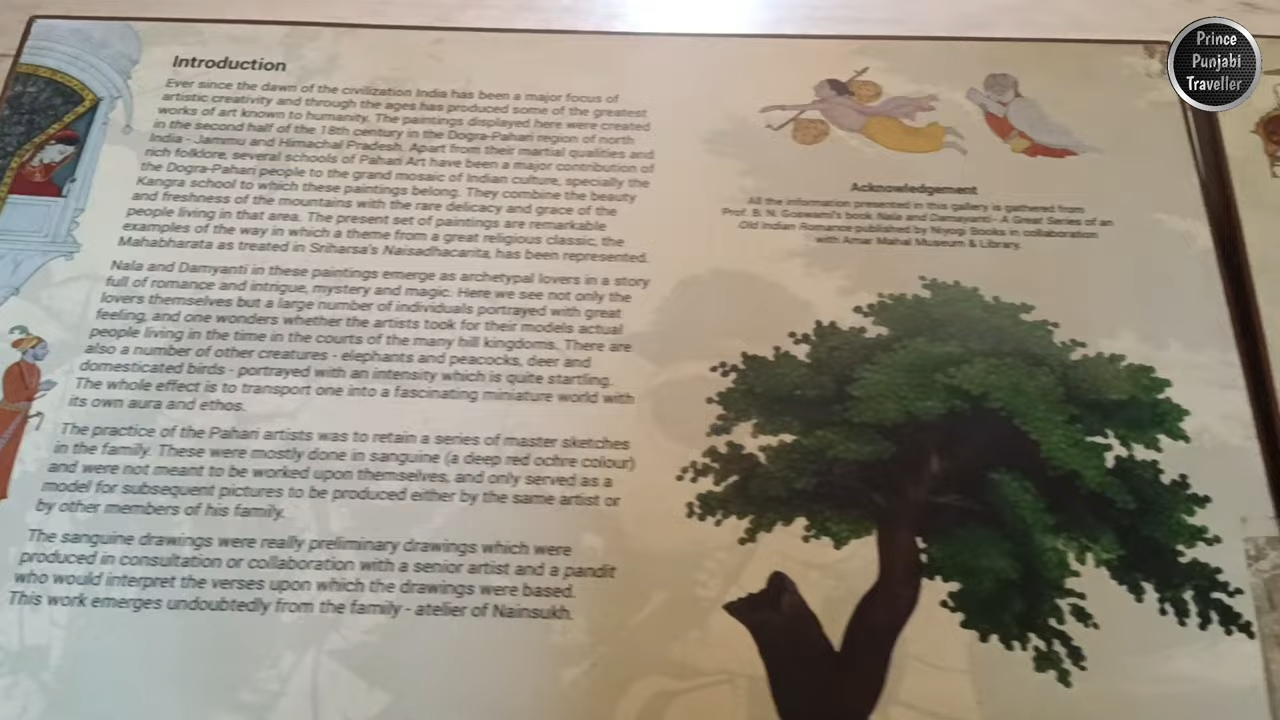 Introduction
Ever since the dawn of the civilization India has been a major focus of
artistic creativity and through the ages has produced some of the greatest
works of art known to humanity. The paintings displayed here were created
in the second half of the 18th century in the Dogra-Pahari region of north
India - Jammu and Himachal Pradesh. Apart from their martial qualities and
rich folklore, several schools of Pahari Art have been a major contribution of
the Dogra-Pahari people to the grand mosaic of Indian culture, specially the
Kangra school to which these paintings belong. They combine the beauty
and freshness of the mountains with the rare delicacy and grace of the
people living in that area. The present set of paintings are remarkable
examples of the way in which a theme from a great religious classic, the
Mahabharata as treated in Sriharsa's Naisadhacarita, has been represented.
Nala and Damyanti in these paintings emerge as archetypal lovers in a story
full of romance and intrigue, mystery and magic. Here we see not only the
lovers themselves but a large number of individuals portrayed with great
feeling, and one wonders whether the artists took for their models actual
people living in the time in the courts of the many hill kingdoms. There are
also a number of other creatures - elephants and peacocks, deer and
domesticated birds - portrayed with an intensity which is quite startling.
The whole effect is to transport one into a fascinating miniature world with
its own aura and ethos.
The practice of the Pahari artists was to retain a series of master sketches
in the family. These were mostly done in sanguine (a deep red ochre colour)
and were not meant to be worked upon themselves, and only served as a
model for subsequent pictures to be produced either by the same artist or
by other members of his family.
The sanguine drawings were really preliminary drawings which were
produced in consultation or collaboration with a senior artist and a pandit
who would interpret the verses upon which the drawings were based.
This work emerges undoubtedly from the family - atelier of Nainsukh.
Acknowledgement
All the information presented in this gallery is gathered from
Prof. B. N. Goswami's book Nala and Damayanti - A Great Series of an
Old Indian Romance published by Niyogi Books in collaboration
with Amar Mahal Museum & Library.
Prince
Punjabi
Traveller